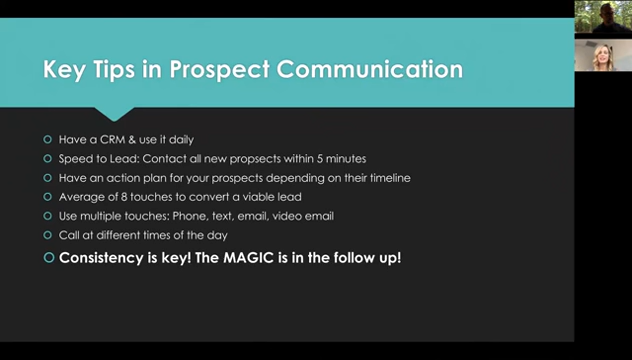 Key Tips in Prospect Communication
Have a CRM & use it daily
Speed to Lead: Contact all new propsects within 5 minutes
Have an action plan for your prospects depending on their timeline
Average of 8 touches to convert a viable lead
Use multiple touches: Phone, text, email, video email
Call at different times of the day
Consistency is key! The MAGIC is in the follow up!